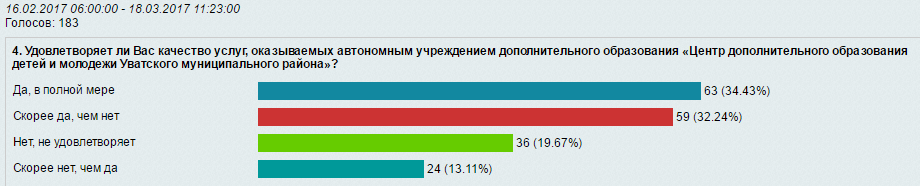 16.02.2017 06:00:00 - 18.03.2017 11:23:00
Голосов: 183
4. Удовлетворяет ли Вас качество услуг, оказываемых автономным учреждением дополнительного образования «Центр дополнительного образования
детей и молодежи Уватского муниципального района»?
Да, в полной мере 63 (34.43%)
Скорее да, чем нет 59 (32.24%)
Нет, не удовлетворяет 36 (19.67%)
Скорее нет, чем да 24 (13.11%)